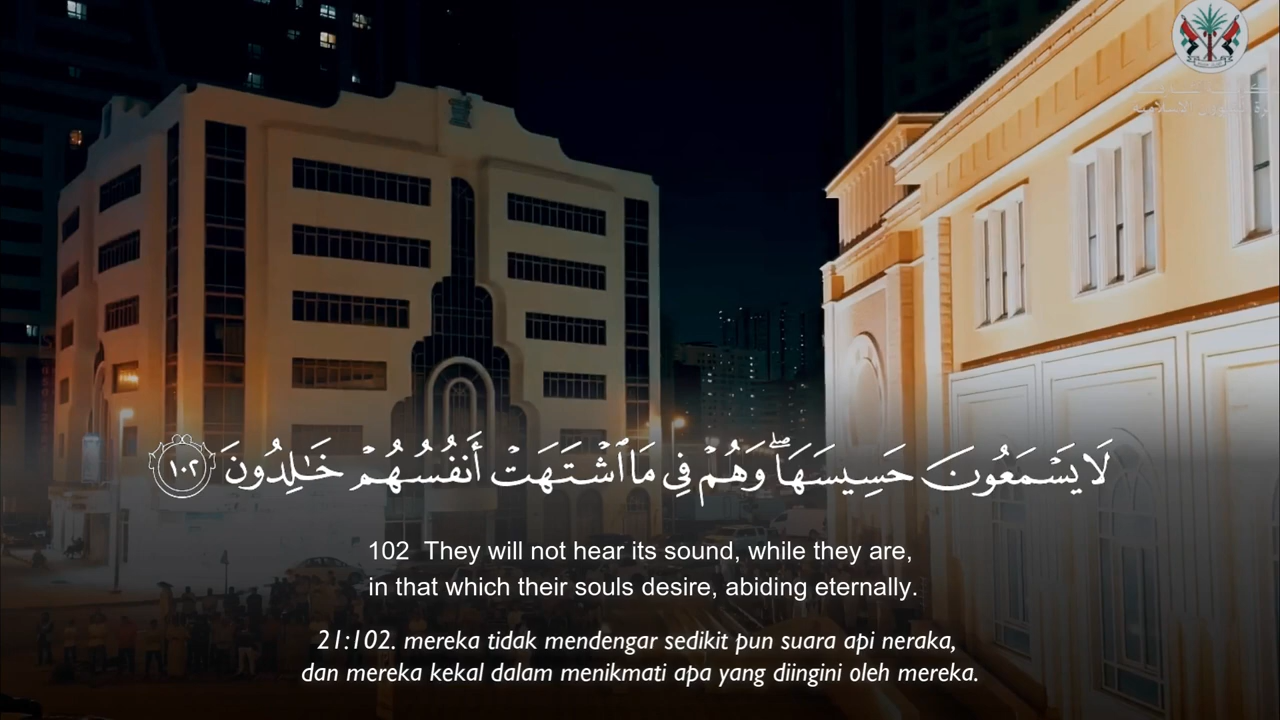 لَا يَسْمَعُونَ حَسِيسَهَا ۖ وَهُمْ فِي مَا ٱشْتَهَتْ أَنفُسُهُمْ خَٰلِدُونَ ١٠٢
102 They will not hear its sound, while they are,
in that which their souls desire, abiding eternally.
21:102. mereka tidak mendengar sedikit pun suara api neraka,
dan mereka kekal dalam menikmati apa yang diingini oleh mereka.